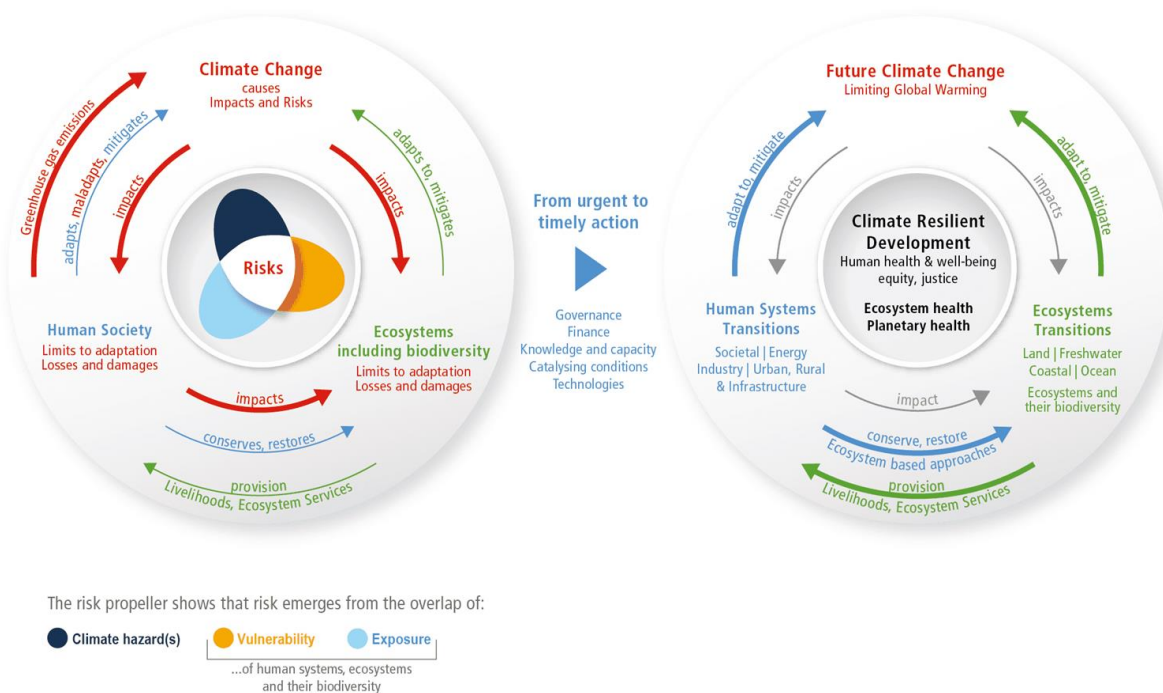 Climate Change
causes
Impacts and Risks
Greenhouse gas emissions
adapts, maladapts, mitigates
impacts
impacts
adapts to, mitigates
Risks
Human Society
Limits to adaptation
Losses and damages
Ecosystems
including biodiversity
Limits to adaptation
Losses and damages
impacts
conserves, restores
provision
Livelihoods, Ecosystem Services
From urgent to
timely action
Governance
Finance
Knowledge and capacity
Catalysing conditions
Technologies
Future Climate Change
Limiting Global Warming
adapt to, mitigate
impacts
impacts
adapt to, mitigate
Climate Resilient
Development
Human health & well-being
equity, justice
Ecosystem health
Planetary health
Human Systems
Transitions
Societal | Energy
Industry | Urban, Rural
& Infrastructure
Ecosystems
Transitions
Land | Freshwater
Coastal | Ocean
Ecosystems and
their biodiversity
impact
conserve, restore
Ecosystem based approaches
provision
Livelihoods, Ecosystem Services
The risk propeller shows that risk emerges from the overlap of:
Climate hazard(s) Vulnerability Exposure
...of human systems, ecosystems
and their biodiversity